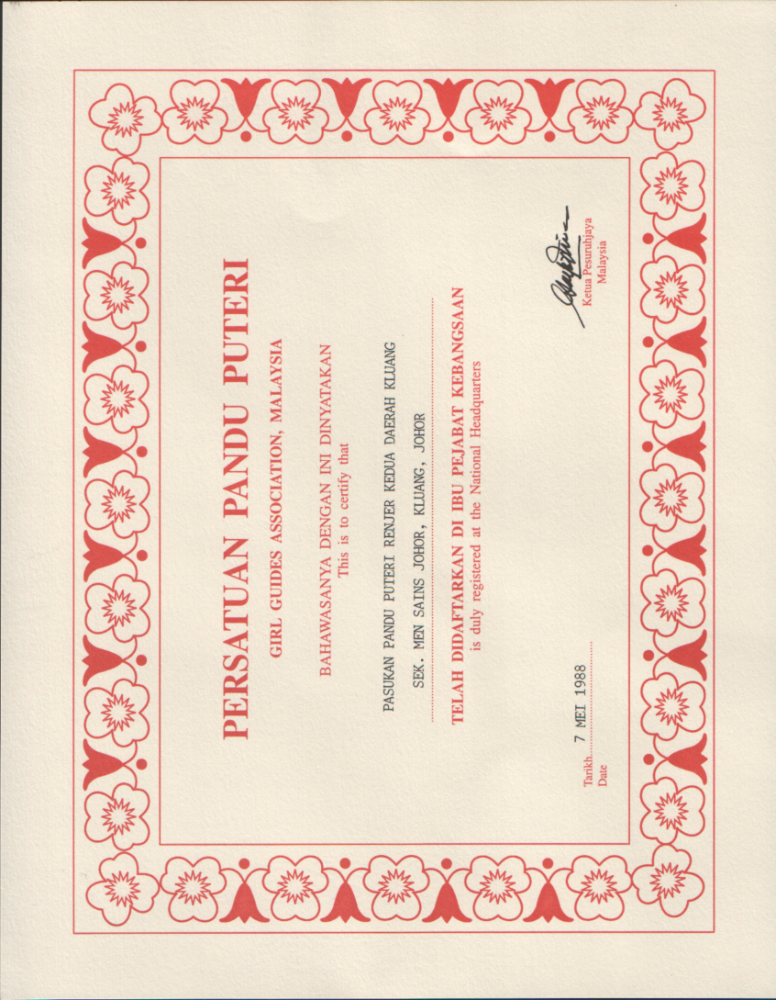 PERSATUAN PANDU PUTERI
GIRL GUIDES ASSOCIATION, MALAYSIA
BAHAWASANYA DENGAN INI DINYATAKAN
This is to certify that
PASUKAN PANDU PUTERI RENJER KEDUA DAERAH KLUANG
SEK. MEN SAINS JOHOR, KLUANG, JOHOR
TELAH DIDAFTARKAN DI IBU PEJABAT KEBANGSAAN
is duly registered at the National Headquarters
Tarikh 7 MEI 1988
Date
Ketua Pesuruhjaya
Malaysia